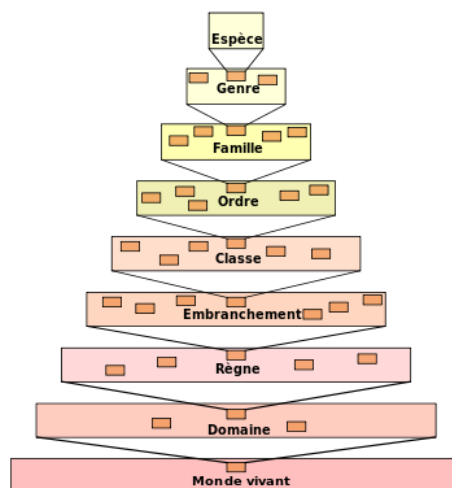 Espèce
Genre
Famille
Ordre
Classe
Embranchement
Règne
Domaine
Monde vivant